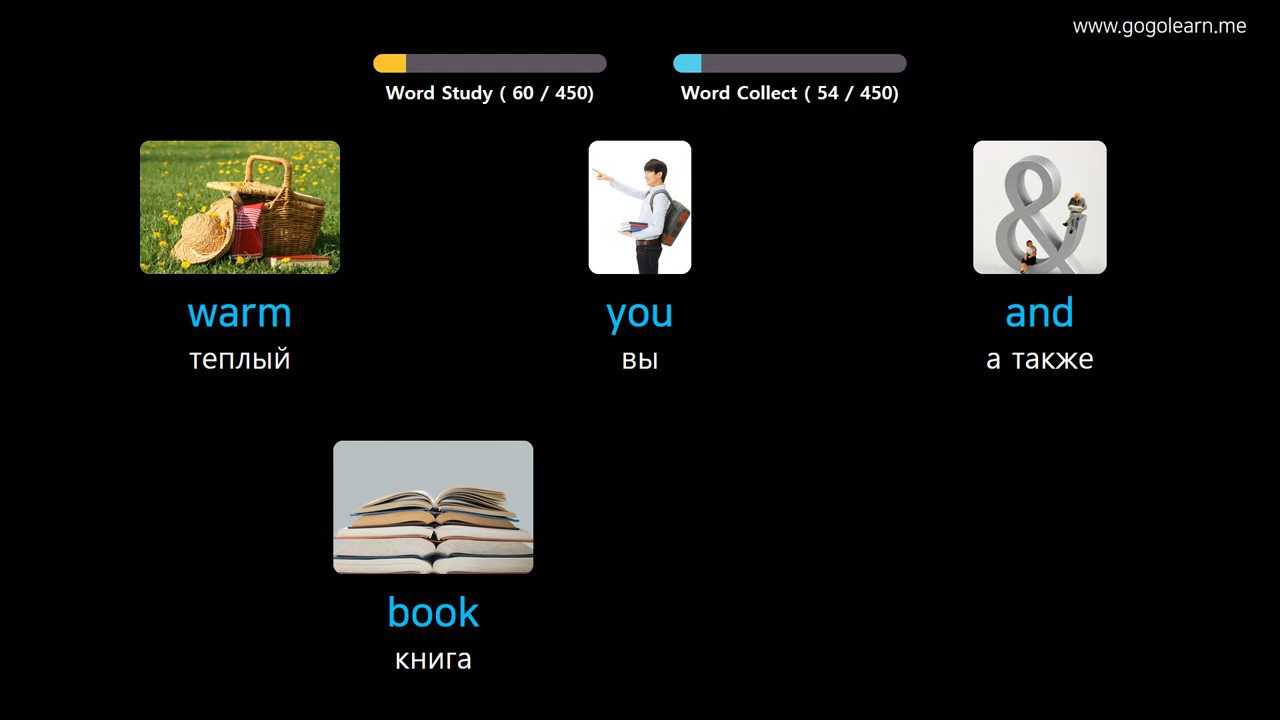 www.gogolearn.me
Word Study ( 60 / 450)
Word Collect ( 54 / 450)
warm
теплый
you
вы
&
and
а также
book
книга